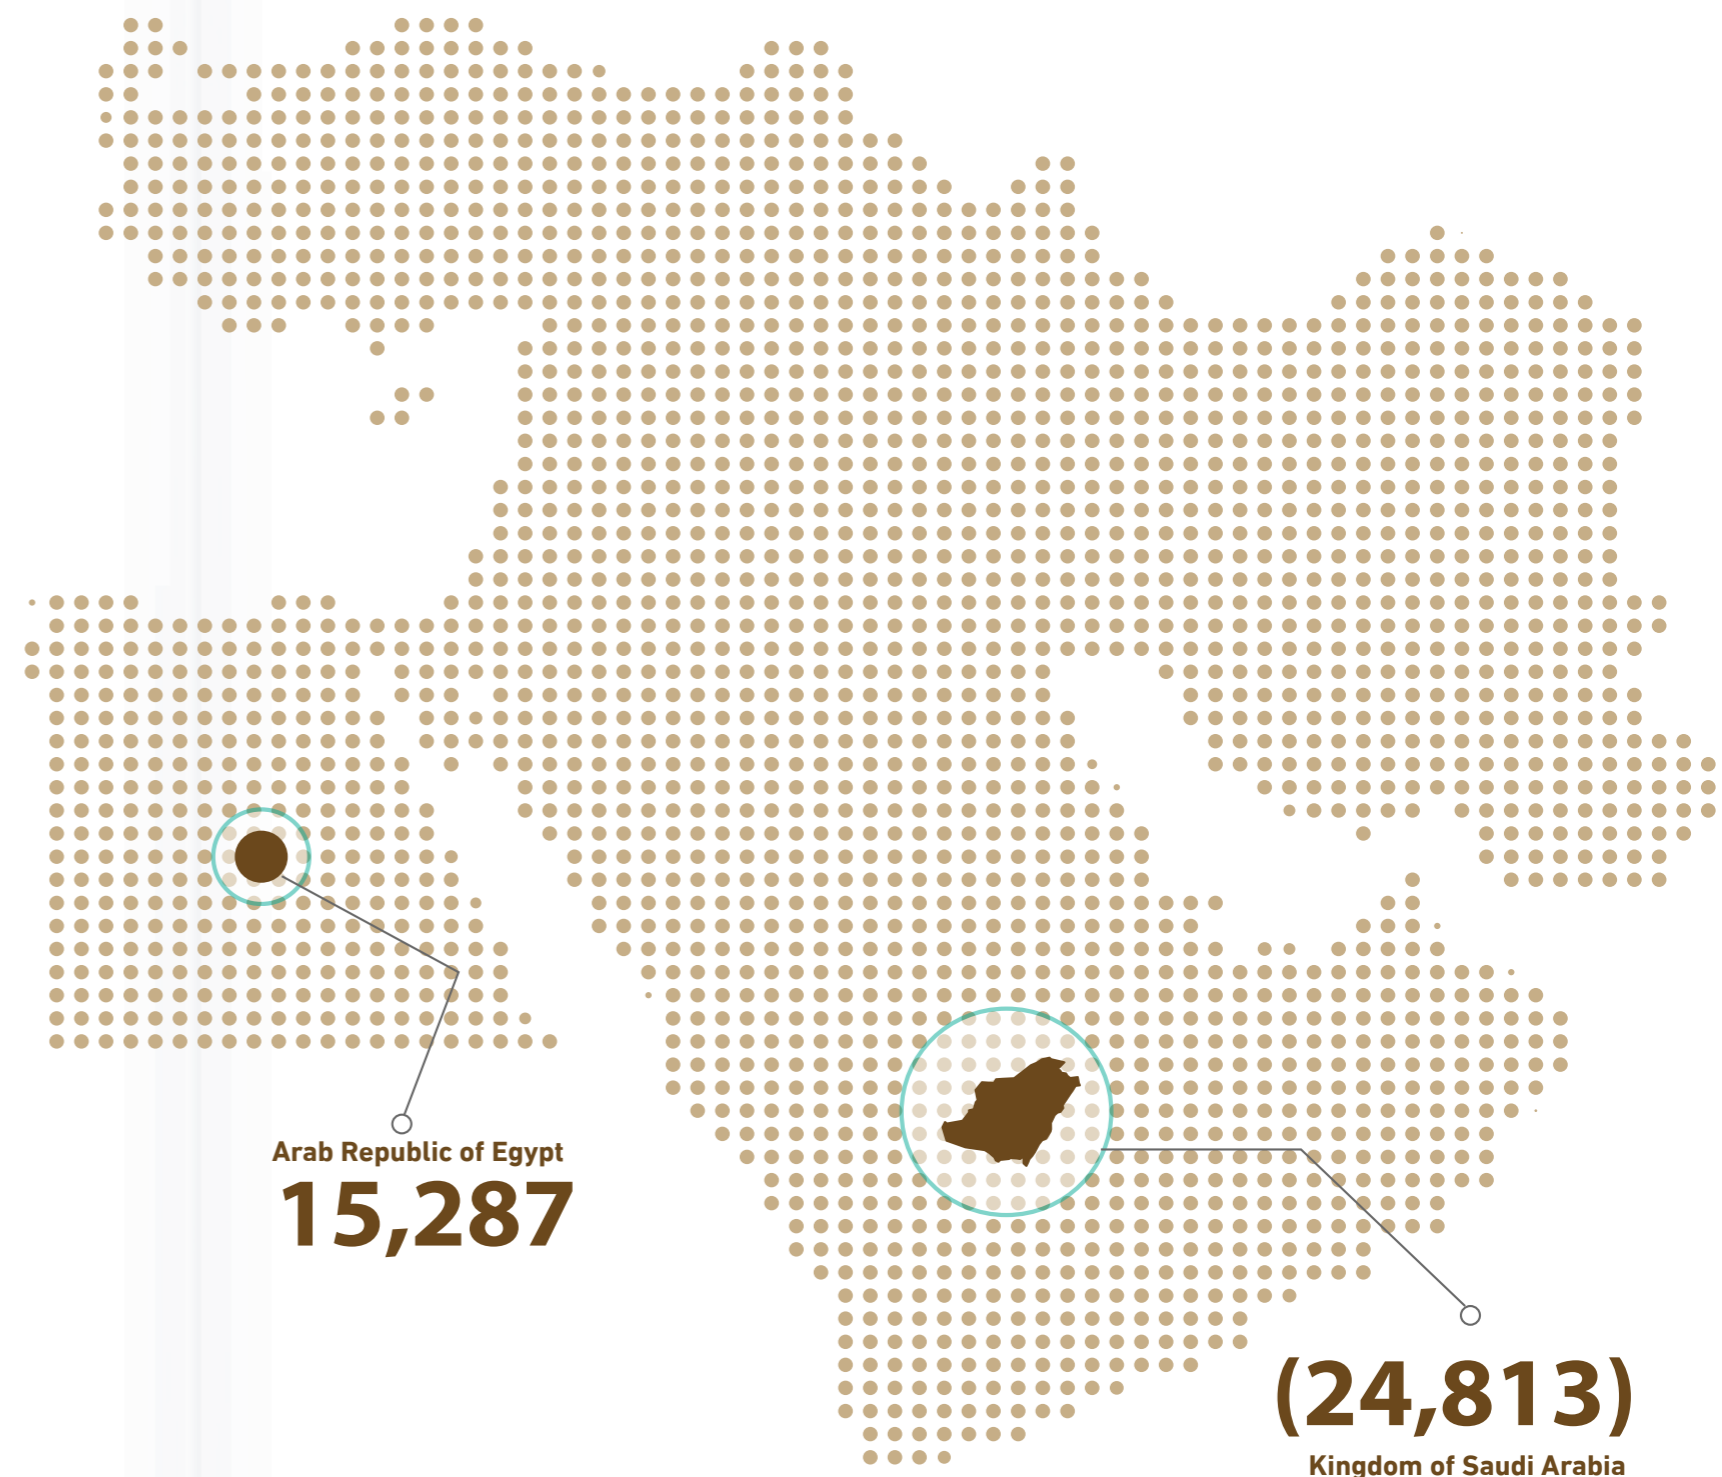 Arab Republic of Egypt
15,287
(24,813)
Kingdom of Saudi Arabia